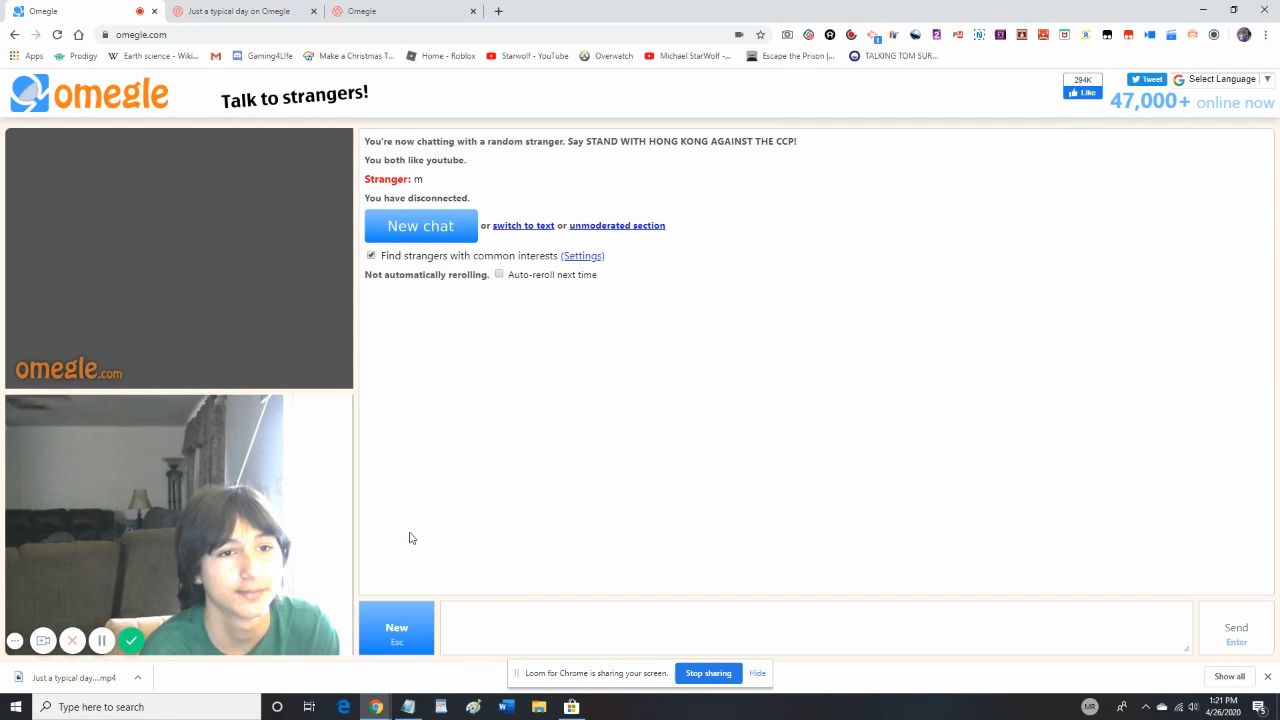 Omegle
Just a typical day on Omegle
Omegle
omegle.com
Apps
Prodigy
Earth science - Wiki...
Gaming4Life
Make a Christmas T...
Home - Roblox
Starwolf - YouTube
Overwatch
Michael StarWolf -...
Escape the Prison |...
TALKING TOM SUR...
omegle
Talk to strangers!
294K
Like
Tweet
Select Language
47,000+ online now
You're now chatting with a random stranger. Say STAND WITH HONG KONG AGAINST THE CCP!
You both like youtube.
Stranger: m
You have disconnected.
New chat or switch to text or unmoderated section
Find strangers with common interests (Settings)
Not automatically rerolling. Auto-reroll next time
omegle.com
New
Esc
Send
Enter
Just a typical day....mp4
Loom for Chrome is sharing your screen.
Stop sharing
Hide
Show all
Type here to search
MR
1:21 PM
4/26/2020